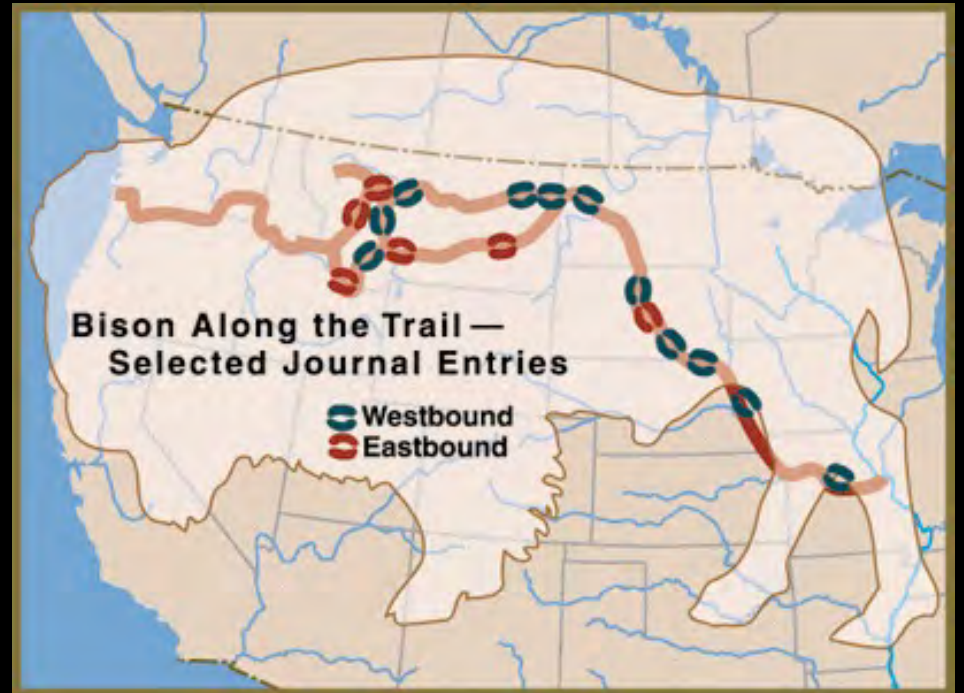 Bison Along the Trail —
Selected Journal Entries
Westbound
Eastbound